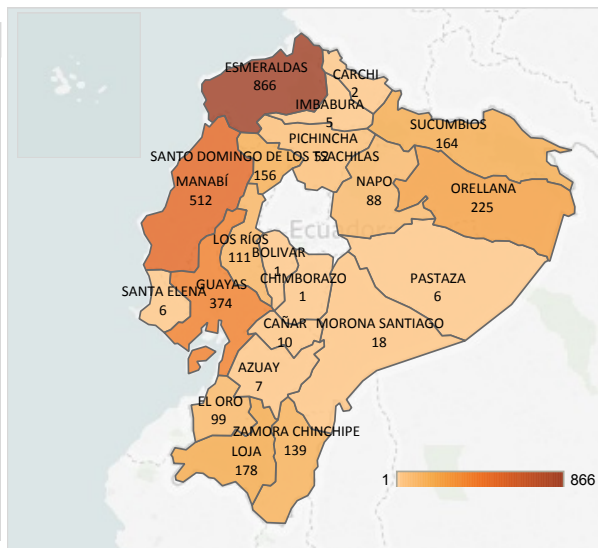 ESMERALDAS
866
CARCHI
2
IMBABURA
5
PICHINCHA
SUCUMBIOS
164
SANTO DOMINGO DE LOS TSACHILAS
156
MANABÍ
512
NAPO
88
ORELLANA
225
Ecuador
LOS RÍOS
111
BOLIVAR
1
CHIMBORAZO
1
PASTAZA
6
SANTA ELENA
6
GUAYAS
374
CAÑAR
10
MORONA SANTIAGO
18
AZUAY
7
EL ORO
99
ZAMORA CHINCHIPE
139
LOJA
178
1
866